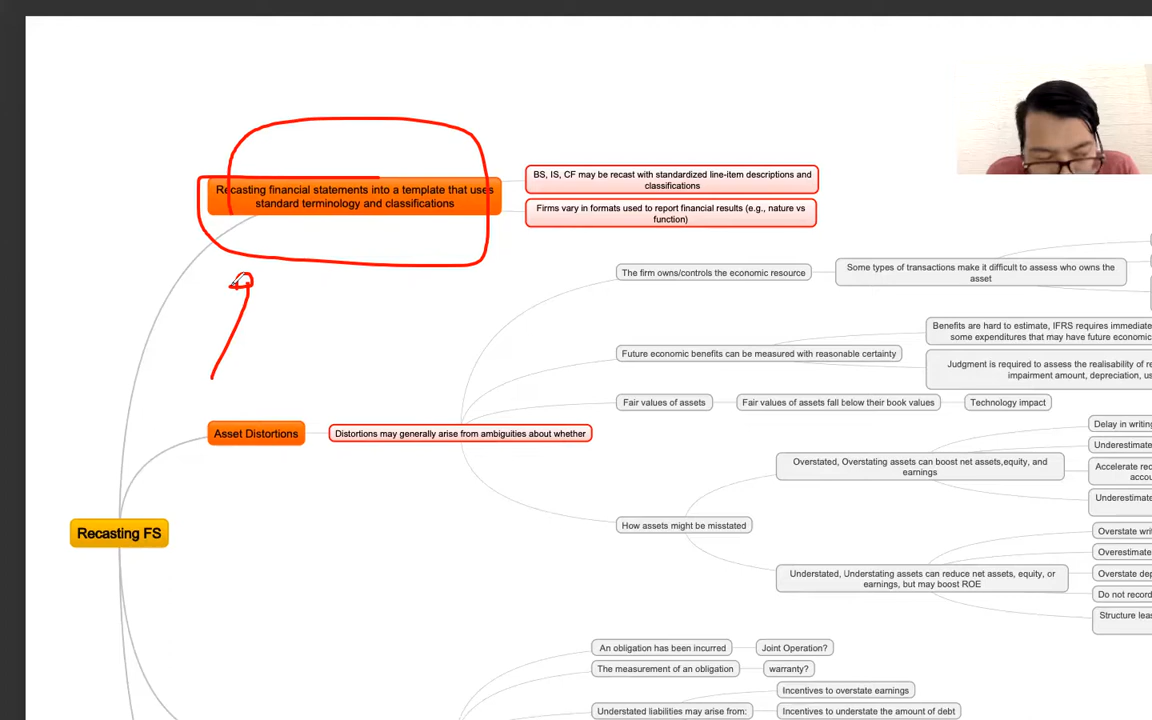 Recasting financial statements into a template that uses
standard terminology and classifications
BS, IS, CF may be recast with standardized line-item descriptions and
classifications
Firms vary in formats used to report financial results (e.g., nature vs
function)
The firm owns/controls the economic resource
Some types of transactions make it difficult to assess who owns the
asset
Future economic benefits can be measured with reasonable certainty
Benefits are hard to estimate, IFRS requires immediate
some expenditures that may have future economic
Judgment is required to assess the realisability of
impairment amount, depreciation,
Fair values of assets
Fair values of assets fall below their book values
Technology impact
Asset Distortions
Distortions may generally arise from ambiguities about whether
How assets might be misstated
Overstated, Overstating assets can boost net assets,equity, and
earnings
Delay in writing
Underestimate
Accelerate
Underestimate
Understated, Understating assets can reduce net assets, equity, or
earnings, but may boost ROE
Overstate
Overestimate
Overstate
Do not record
Structure
Recasting FS
An obligation has been incurred
Joint Operation?
The measurement of an obligation
warranty?
Understated liabilities may arise from:
Incentives to overstate earnings
Incentives to understate the amount of debt